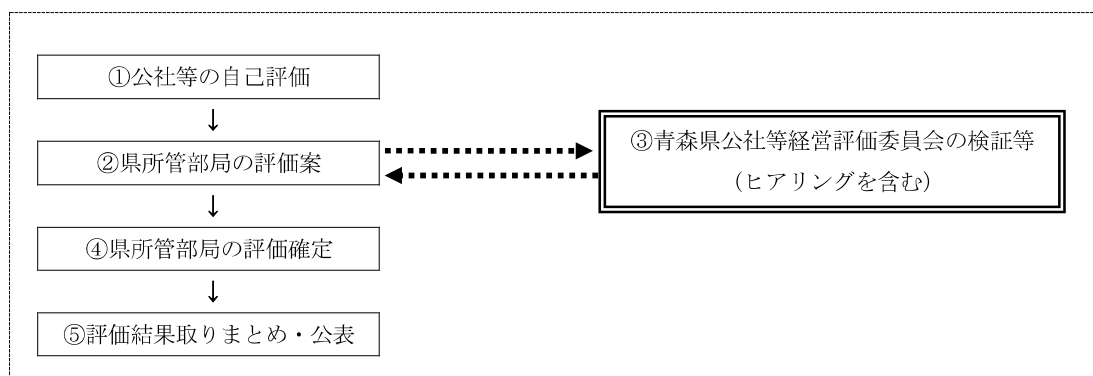 ①公社等の自己評価
↓
②県所管部局の評価案
③青森県公社等経営評価委員会の検証等
(ヒアリングを含む)
↓
④県所管部局の評価確定
↓
⑤評価結果取りまとめ・公表